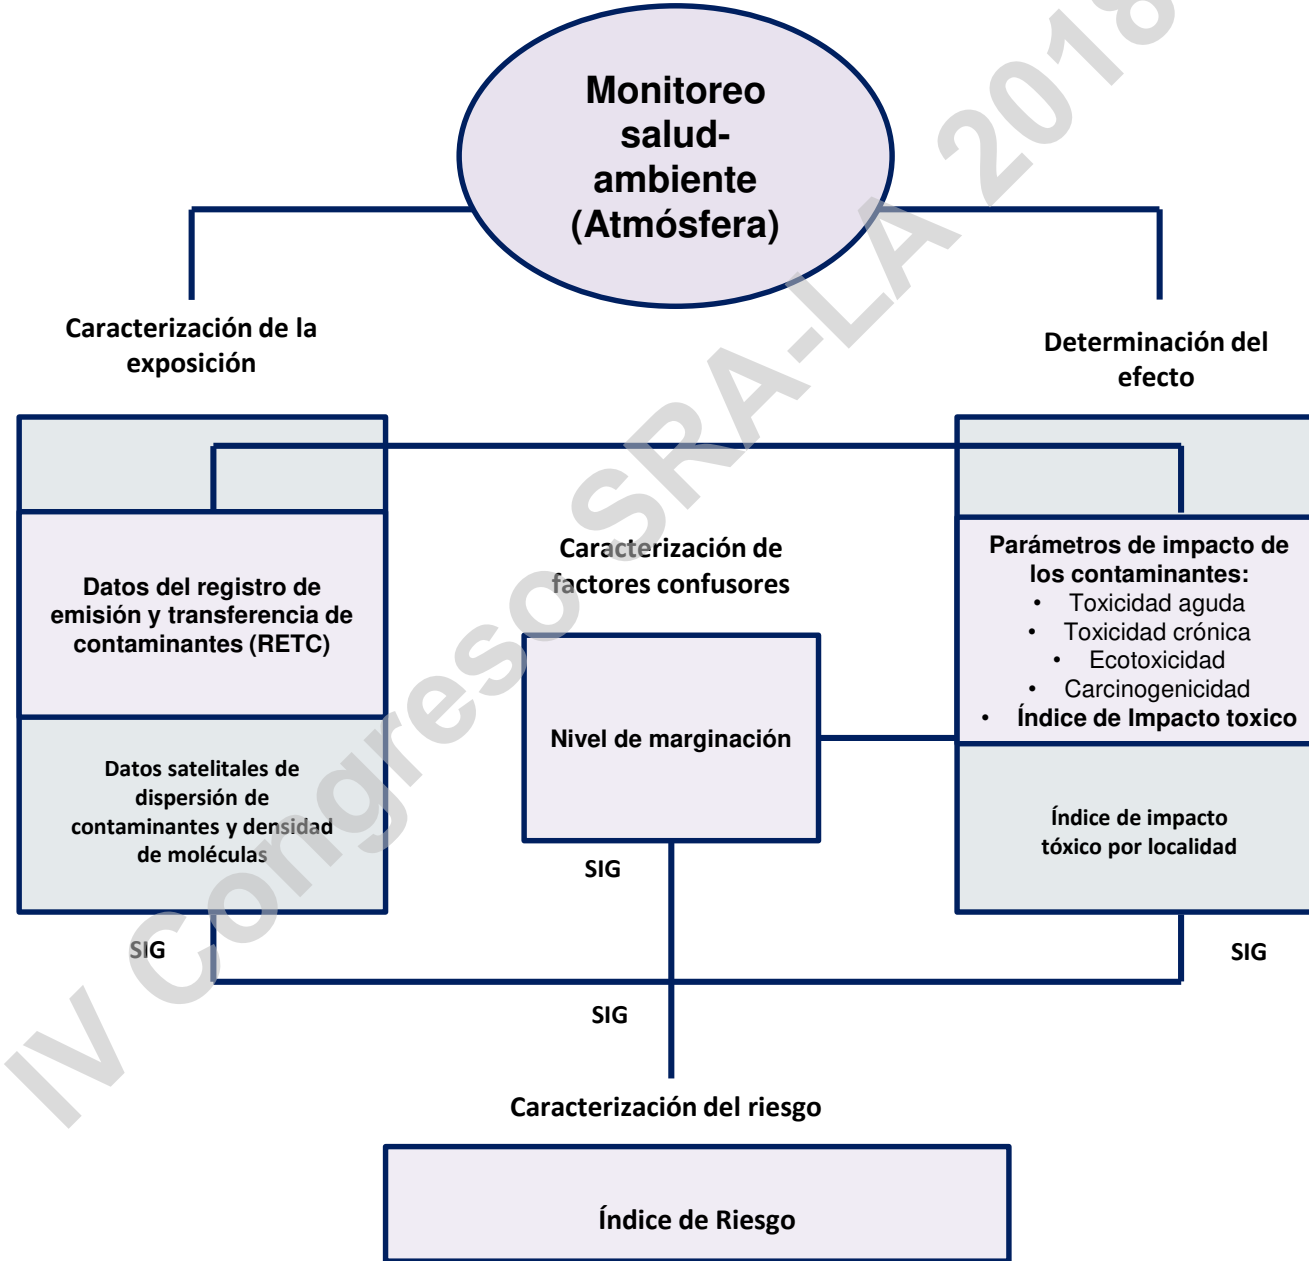 Monitoreo
salud-
ambiente
(Atmósfera)
Caracterización de la
exposición
Determinación del
efecto
Datos del registro de
emisión y transferencia de
contaminantes (RETC)
Datos satelitales de
dispersión de
contaminantes y densidad
de moléculas
SIG
Caracterización de
factores confusores
Nivel de marginación
SIG
Parámetros de impacto de
los contaminantes:
• Toxicidad aguda
• Toxicidad crónica
• Ecotoxicidad
• Carcinogenicidad
• Índice de Impacto toxico
Índice de impacto
tóxico por localidad
SIG
SIG
Caracterización del riesgo
Índice de Riesgo
IV Congreso SRA-LA 2018